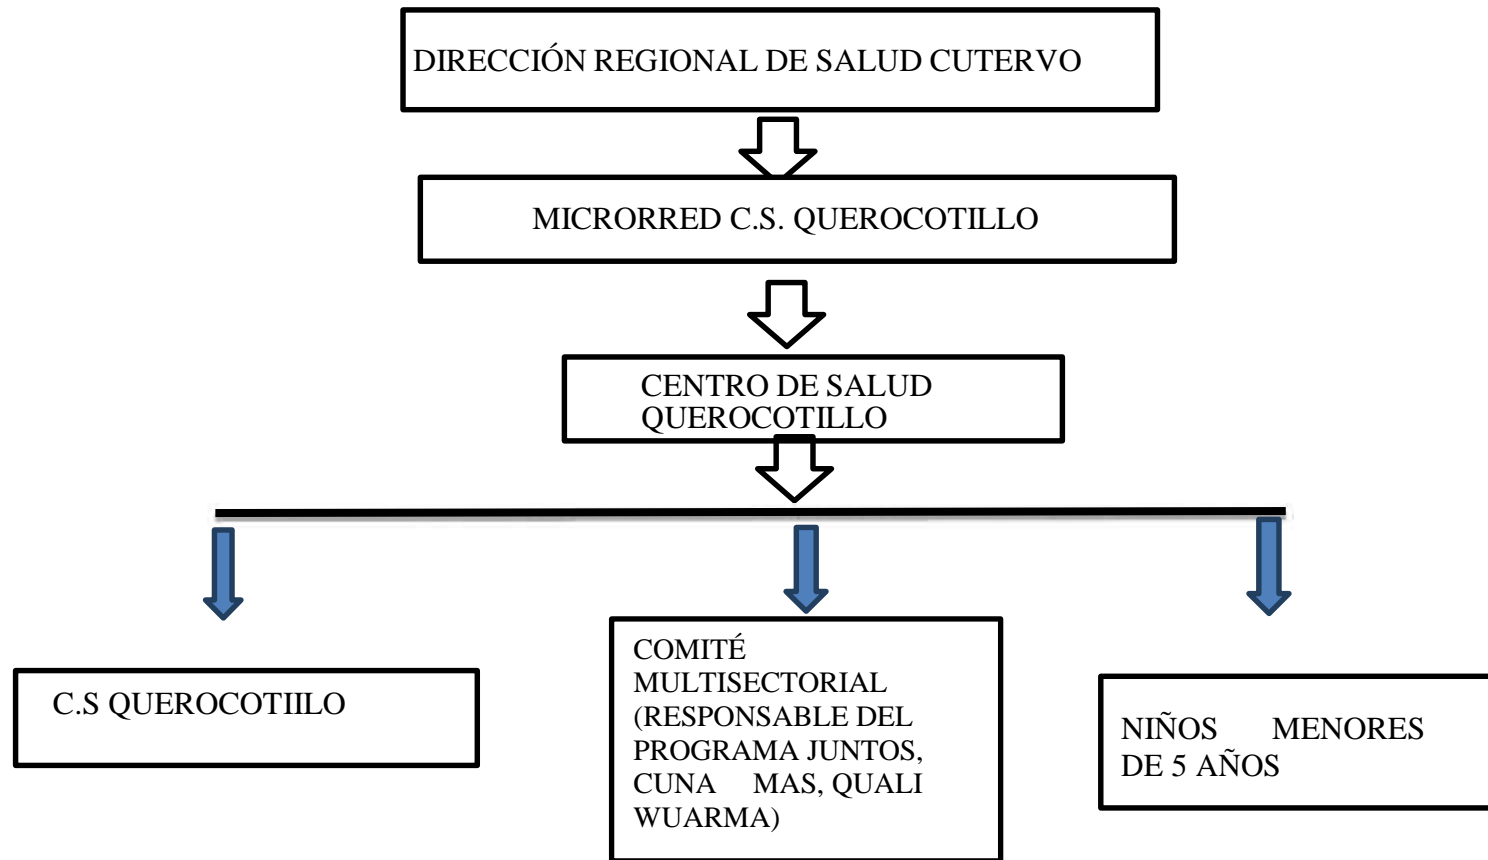 DIRECCIÓN REGIONAL DE SALUD CUTERVO
MICRORRED C.S. QUEROCOTILLO
CENTRO DE SALUD
QUEROCOTILLO
C.S QUEROCOTIILO
COMITÉ
MULTISECTORIAL
(RESPONSABLE DEL
PROGRAMA JUNTOS,
CUNA MAS, QUALI
WUARMA)
NIÑOS MENORES
DE 5 AÑOS